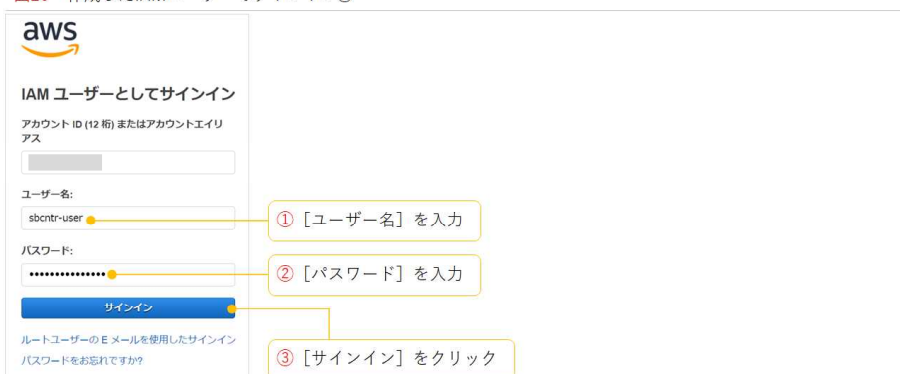 aws
IAM ユーザーとしてサインイン
アカウント ID (12 桁) またはアカウントエイリ
アス
ユーザー名:
sbcntr-user
① [ユーザー名] を入力
パスワード:
•••••••••••••••
② [パスワード] を入力
サインイン
ルートユーザーの E メールを使用したサインイン
③ [サインイン] をクリック
パスワードをお忘れですか?